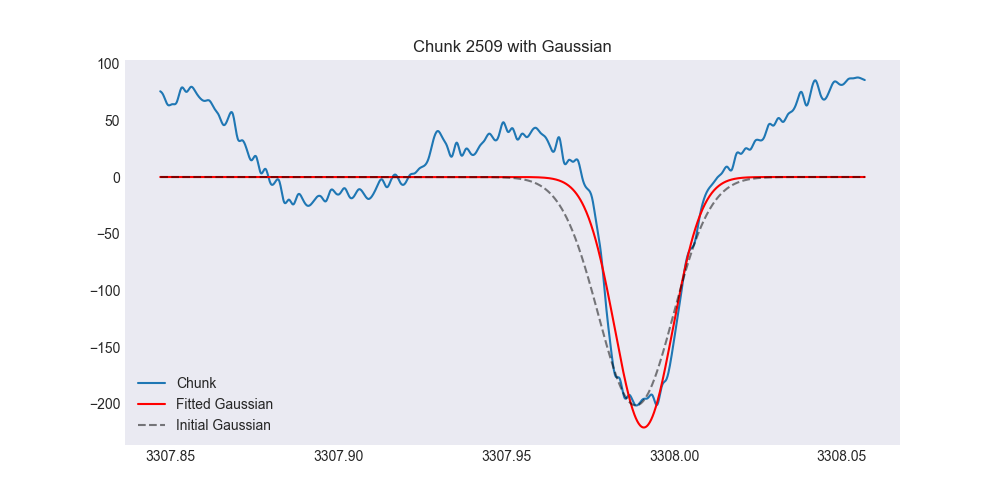 Chunk 2509 with Gaussian
100
50
0
−50
−100
−150
−200
Chunk
Fitted Gaussian
Initial Gaussian
3307.85 3307.90 3307.95 3308.00 3308.05